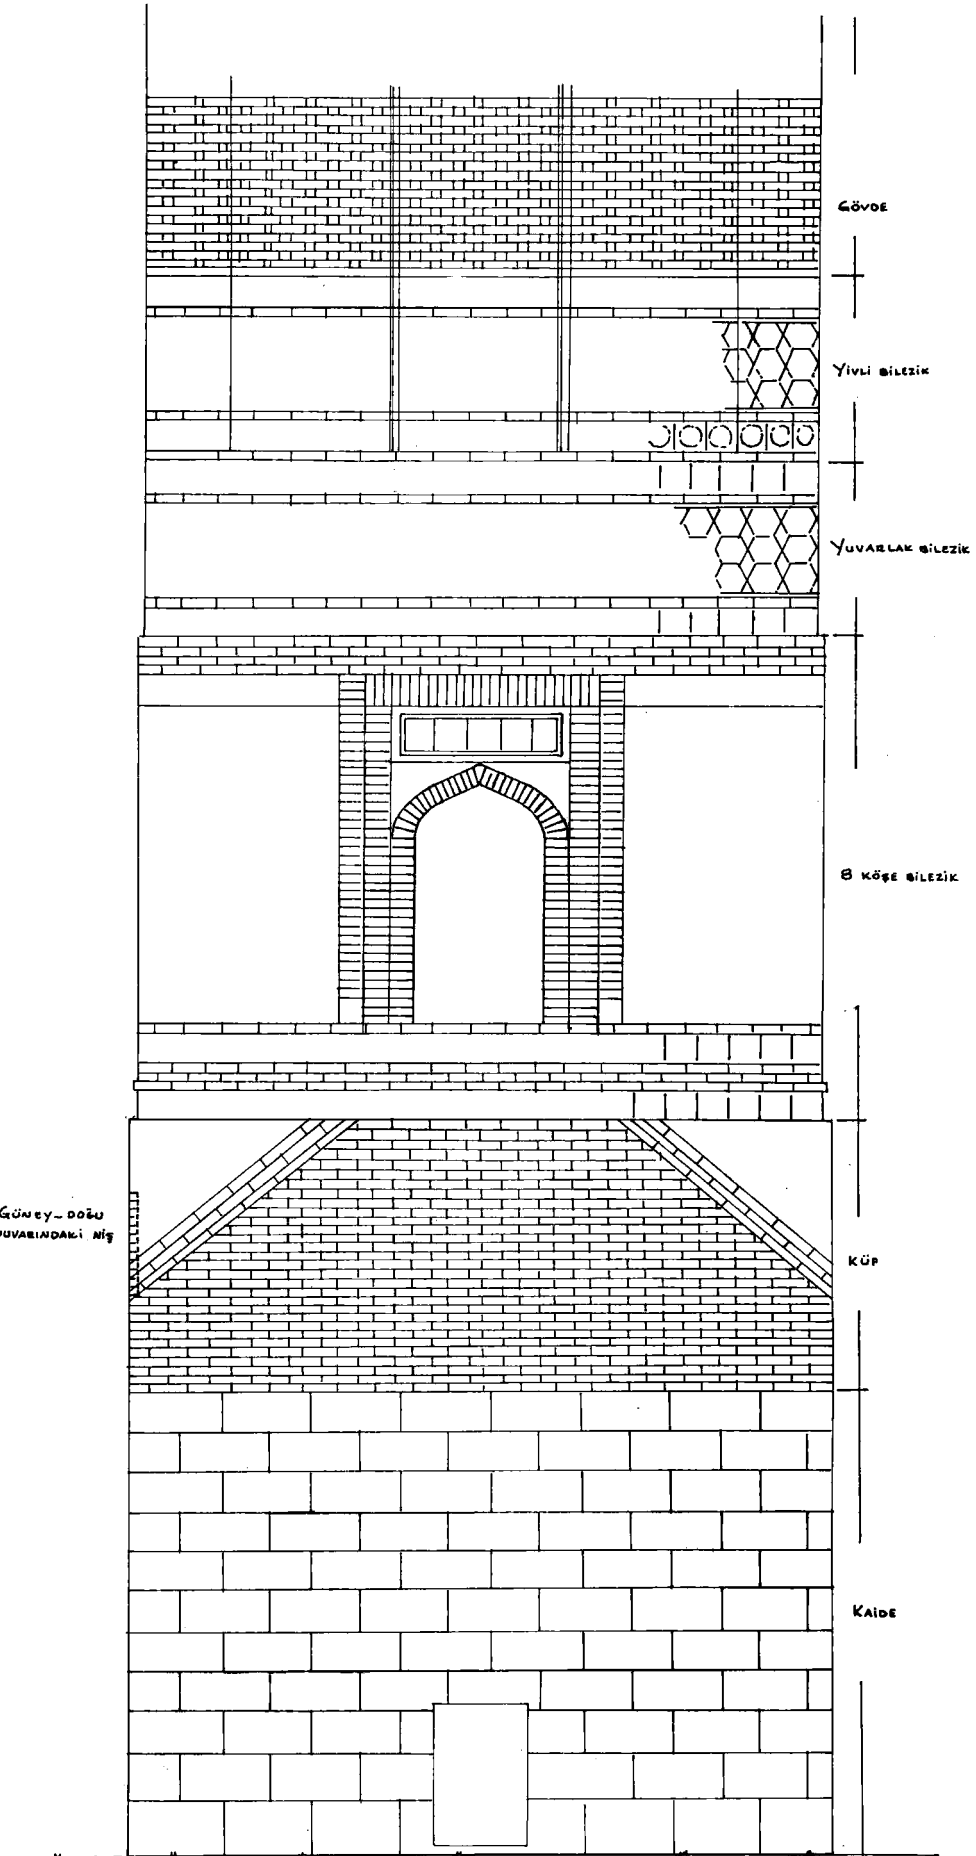 GÖVDE
YİVLİ BİLEZİK
YUVARLAK BİLEZİK
8 KÖŞE BİLEZİK
GÜNEY-DOĞU
DUVARINDAKİ NİŞ
KÜP
KAİDE